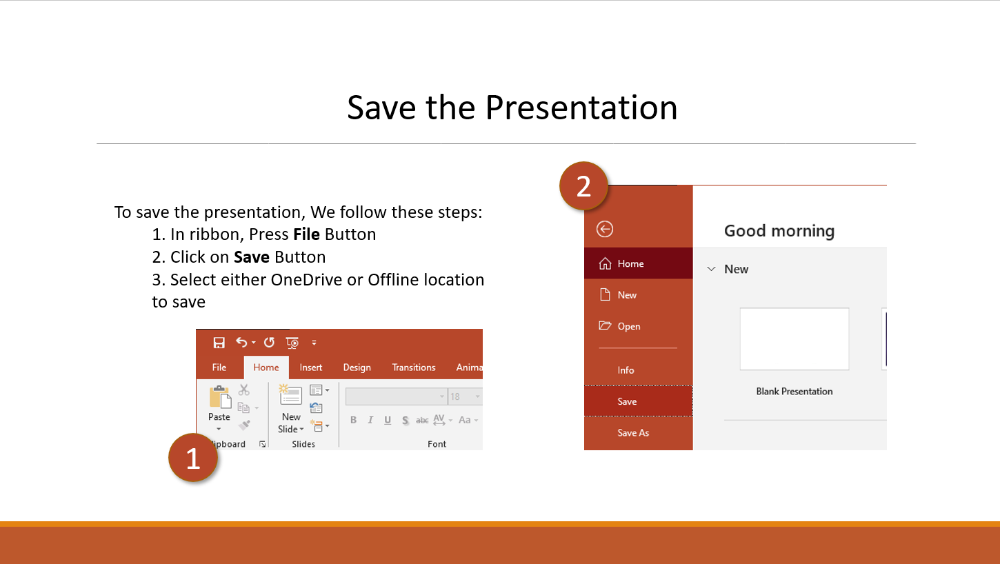 Save the Presentation
To save the presentation, We follow these steps:
1. In ribbon, Press File Button
2. Click on Save Button
3. Select either OneDrive or Offline location
to save
File Home Insert Design Transitions Anima
Paste
New
Slide
18
B I U S abc AV Aa
ipboard Slides Font
1
2
Good morning
Home
New
New
Open
Info
Save
Save As
Blank Presentation